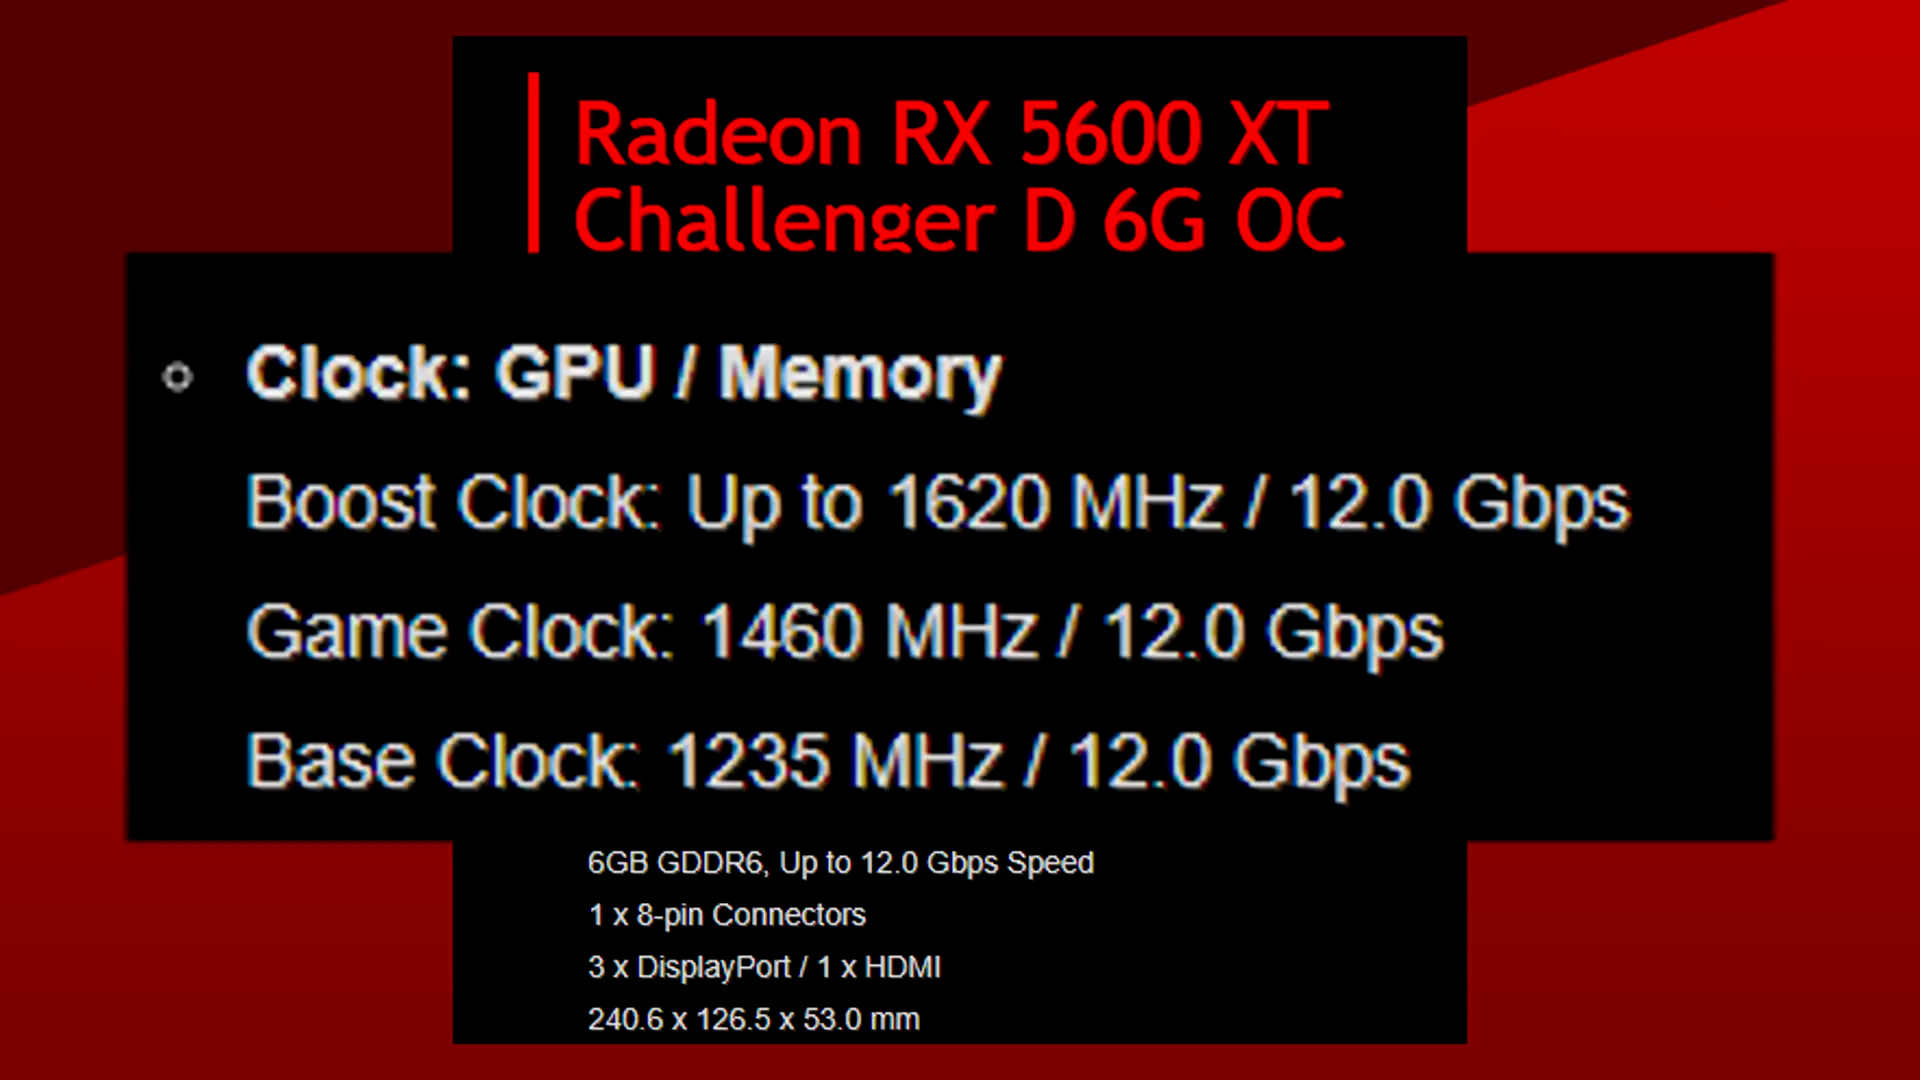 Radeon RX 5600 XT
Challenger D 6G OC
Clock: GPU / Memory
Boost Clock: Up to 1620 MHz / 12.0 Gbps
Game Clock: 1460 MHz / 12.0 Gbps
Base Clock: 1235 MHz / 12.0 Gbps
6GB GDDR6, Up to 12.0 Gbps Speed
1 x 8-pin Connectors
3 x DisplayPort / 1 x HDMI
240.6 x 126.5 x 53.0 mm